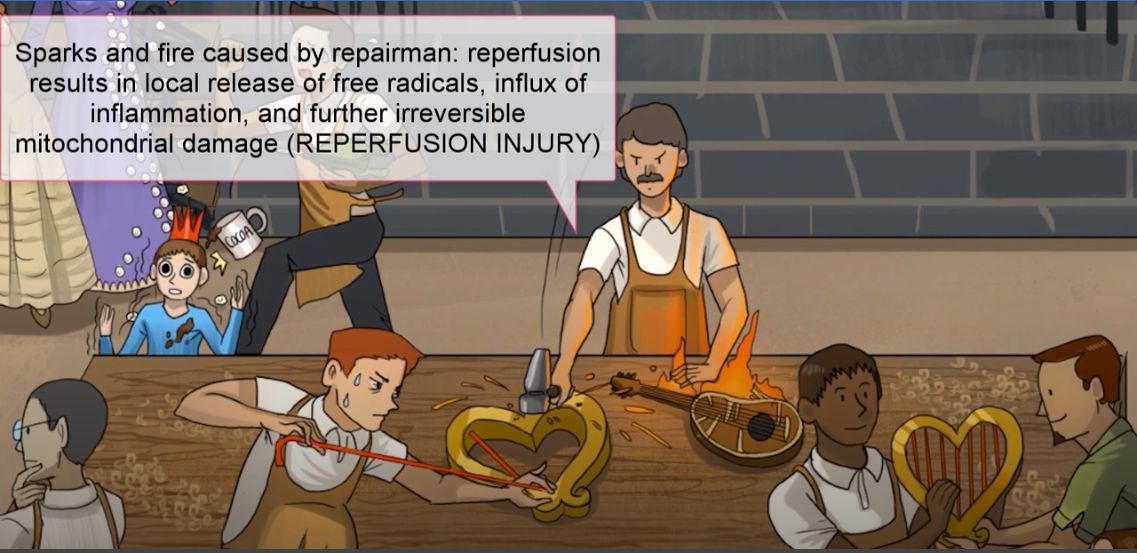 Sparks and fire caused by repairman: reperfusion
results in local release of free radicals, influx of
inflammation, and further irreversible
mitochondrial damage (REPERFUSION INJURY)
COCOA